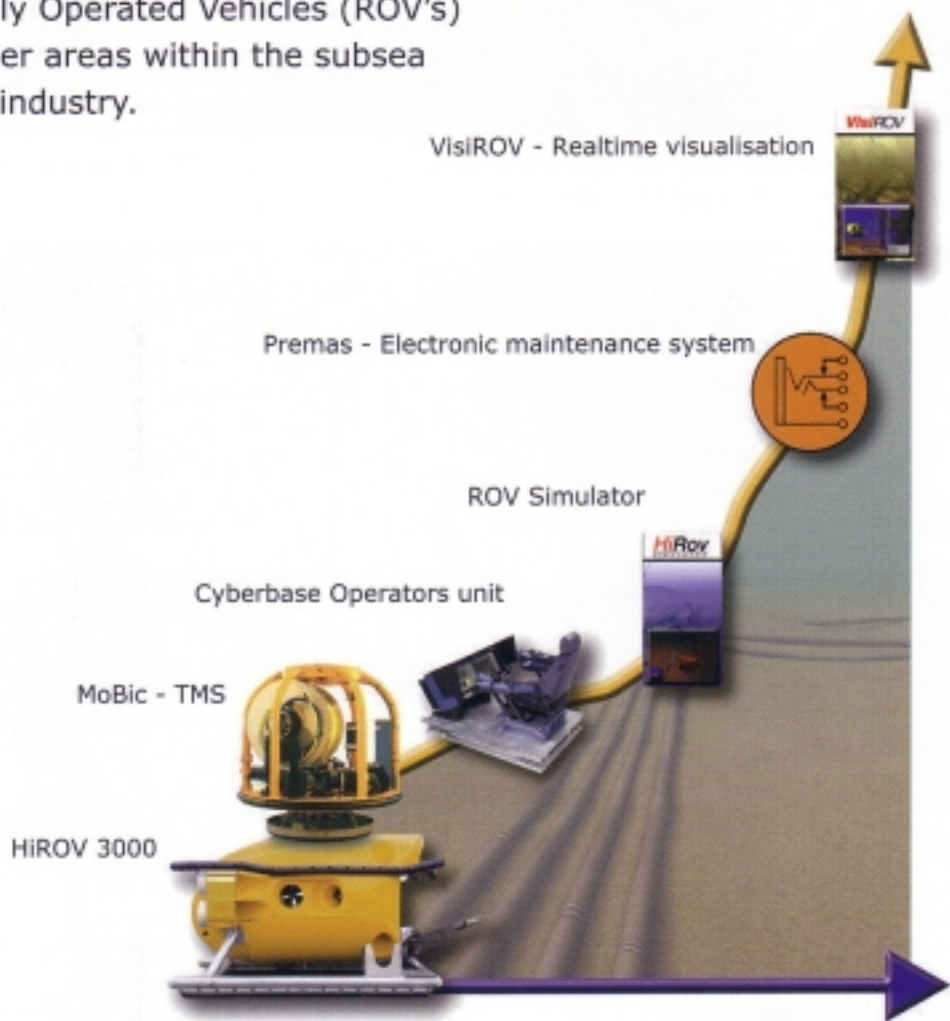 ly Operated Vehicles (ROV's)
er areas within the subsea
industry.
VisiROV
VisiROV - Realtime visualisation
Premas - Electronic maintenance system
ROV Simulator
HiRov
Cyberbase Operators unit
MoBic - TMS
HiROV 3000